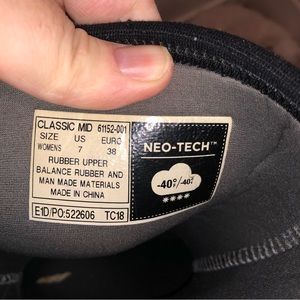 CLASSIC MID 61152-001
SIZE US EURO
WOMENS 7 38
RUBBER UPPER
BALANCE RUBBER AND
MAN MADE MATERIALS
MADE IN CHINA
E1D/PO:522606 TC18
NEO-TECH™
-40°/-40°
****